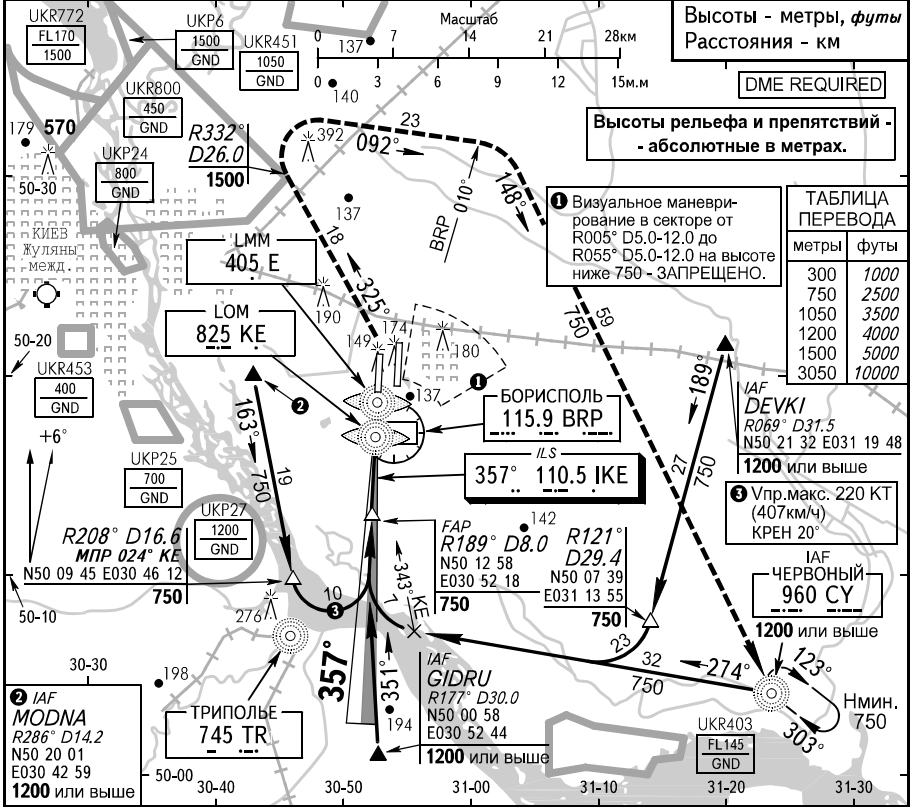 Высоты - метры, футы
Расстояния - км
DME REQUIRED
Высоты рельефа и препятствий -
- абсолютные в метрах.
Масштаб
0 7 14 21 28км
0 3 6 9 12 15м.м
UKR772
FL170
1500
UKP6
1500
GND
UKR451
1050
GND
137
140
UKR800
450
GND
179
570
UKP24
800
GND
R332°
D26.0
1500
392
092°
23
148°
BRP 010°
137
18
325°
50-30
КИЕВ
Жуляны
межд.
LMM
405 E
LOM
825 KE
190
149
174
180
137
❶
❶ Визуальное маневри-
рование в секторе от
R005° D5.0-12.0 до
R055° D5.0-12.0 на высоте
ниже 750 - ЗАПРЕЩЕНО.
ТАБЛИЦА
ПЕРЕВОДА
метры футы
300 1000
750 2500
1050 3500
1200 4000
1500 5000
3050 10000
59
750
50-20
UKR453
400
GND
+6°
❷
163°
19
750
БОРИСПОЛЬ
115.9 BRP
ILS
357° 110.5 IKE
189°
27
750
IAF
DEVKI
R069° D31.5
N50 21 32 E031 19 48
1200 или выше
❸ Vпр.макс. 220 KT
(407км/ч)
КРЕН 20°
UKP25
700
GND
UKP27
1200
GND
R208° D16.6
МПР 024° KE
N50 09 45 E030 46 12
750
FAP
R189° D8.0
N50 12 58
E030 52 18
750
142
R121°
D29.4
N50 07 39
E031 13 55
750
IAF
ЧЕРВОНЫЙ
960 CY
1200 или выше
50-10
276
10
❸
7
343° KE
23
32
274°
750
123°
303°
Нмин.
750
30-30
198
357°
351°
194
IAF
GIDRU
R177° D30.0
N50 00 58
E030 52 44
1200 или выше
ТРИПОЛЬЕ
745 TR
UKR403
FL145
GND
❷ IAF
MODNA
R286° D14.2
N50 20 01
E030 42 59
1200 или выше
50-00
30-40
30-50
31-00
31-10
31-20
31-30